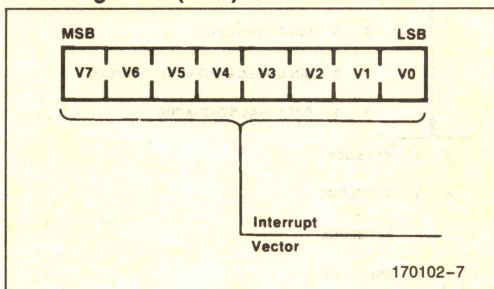 MSB LSB
V7 V6 V5 V4 V3 V2 V1 V0
Interrupt
Vector
170102-7